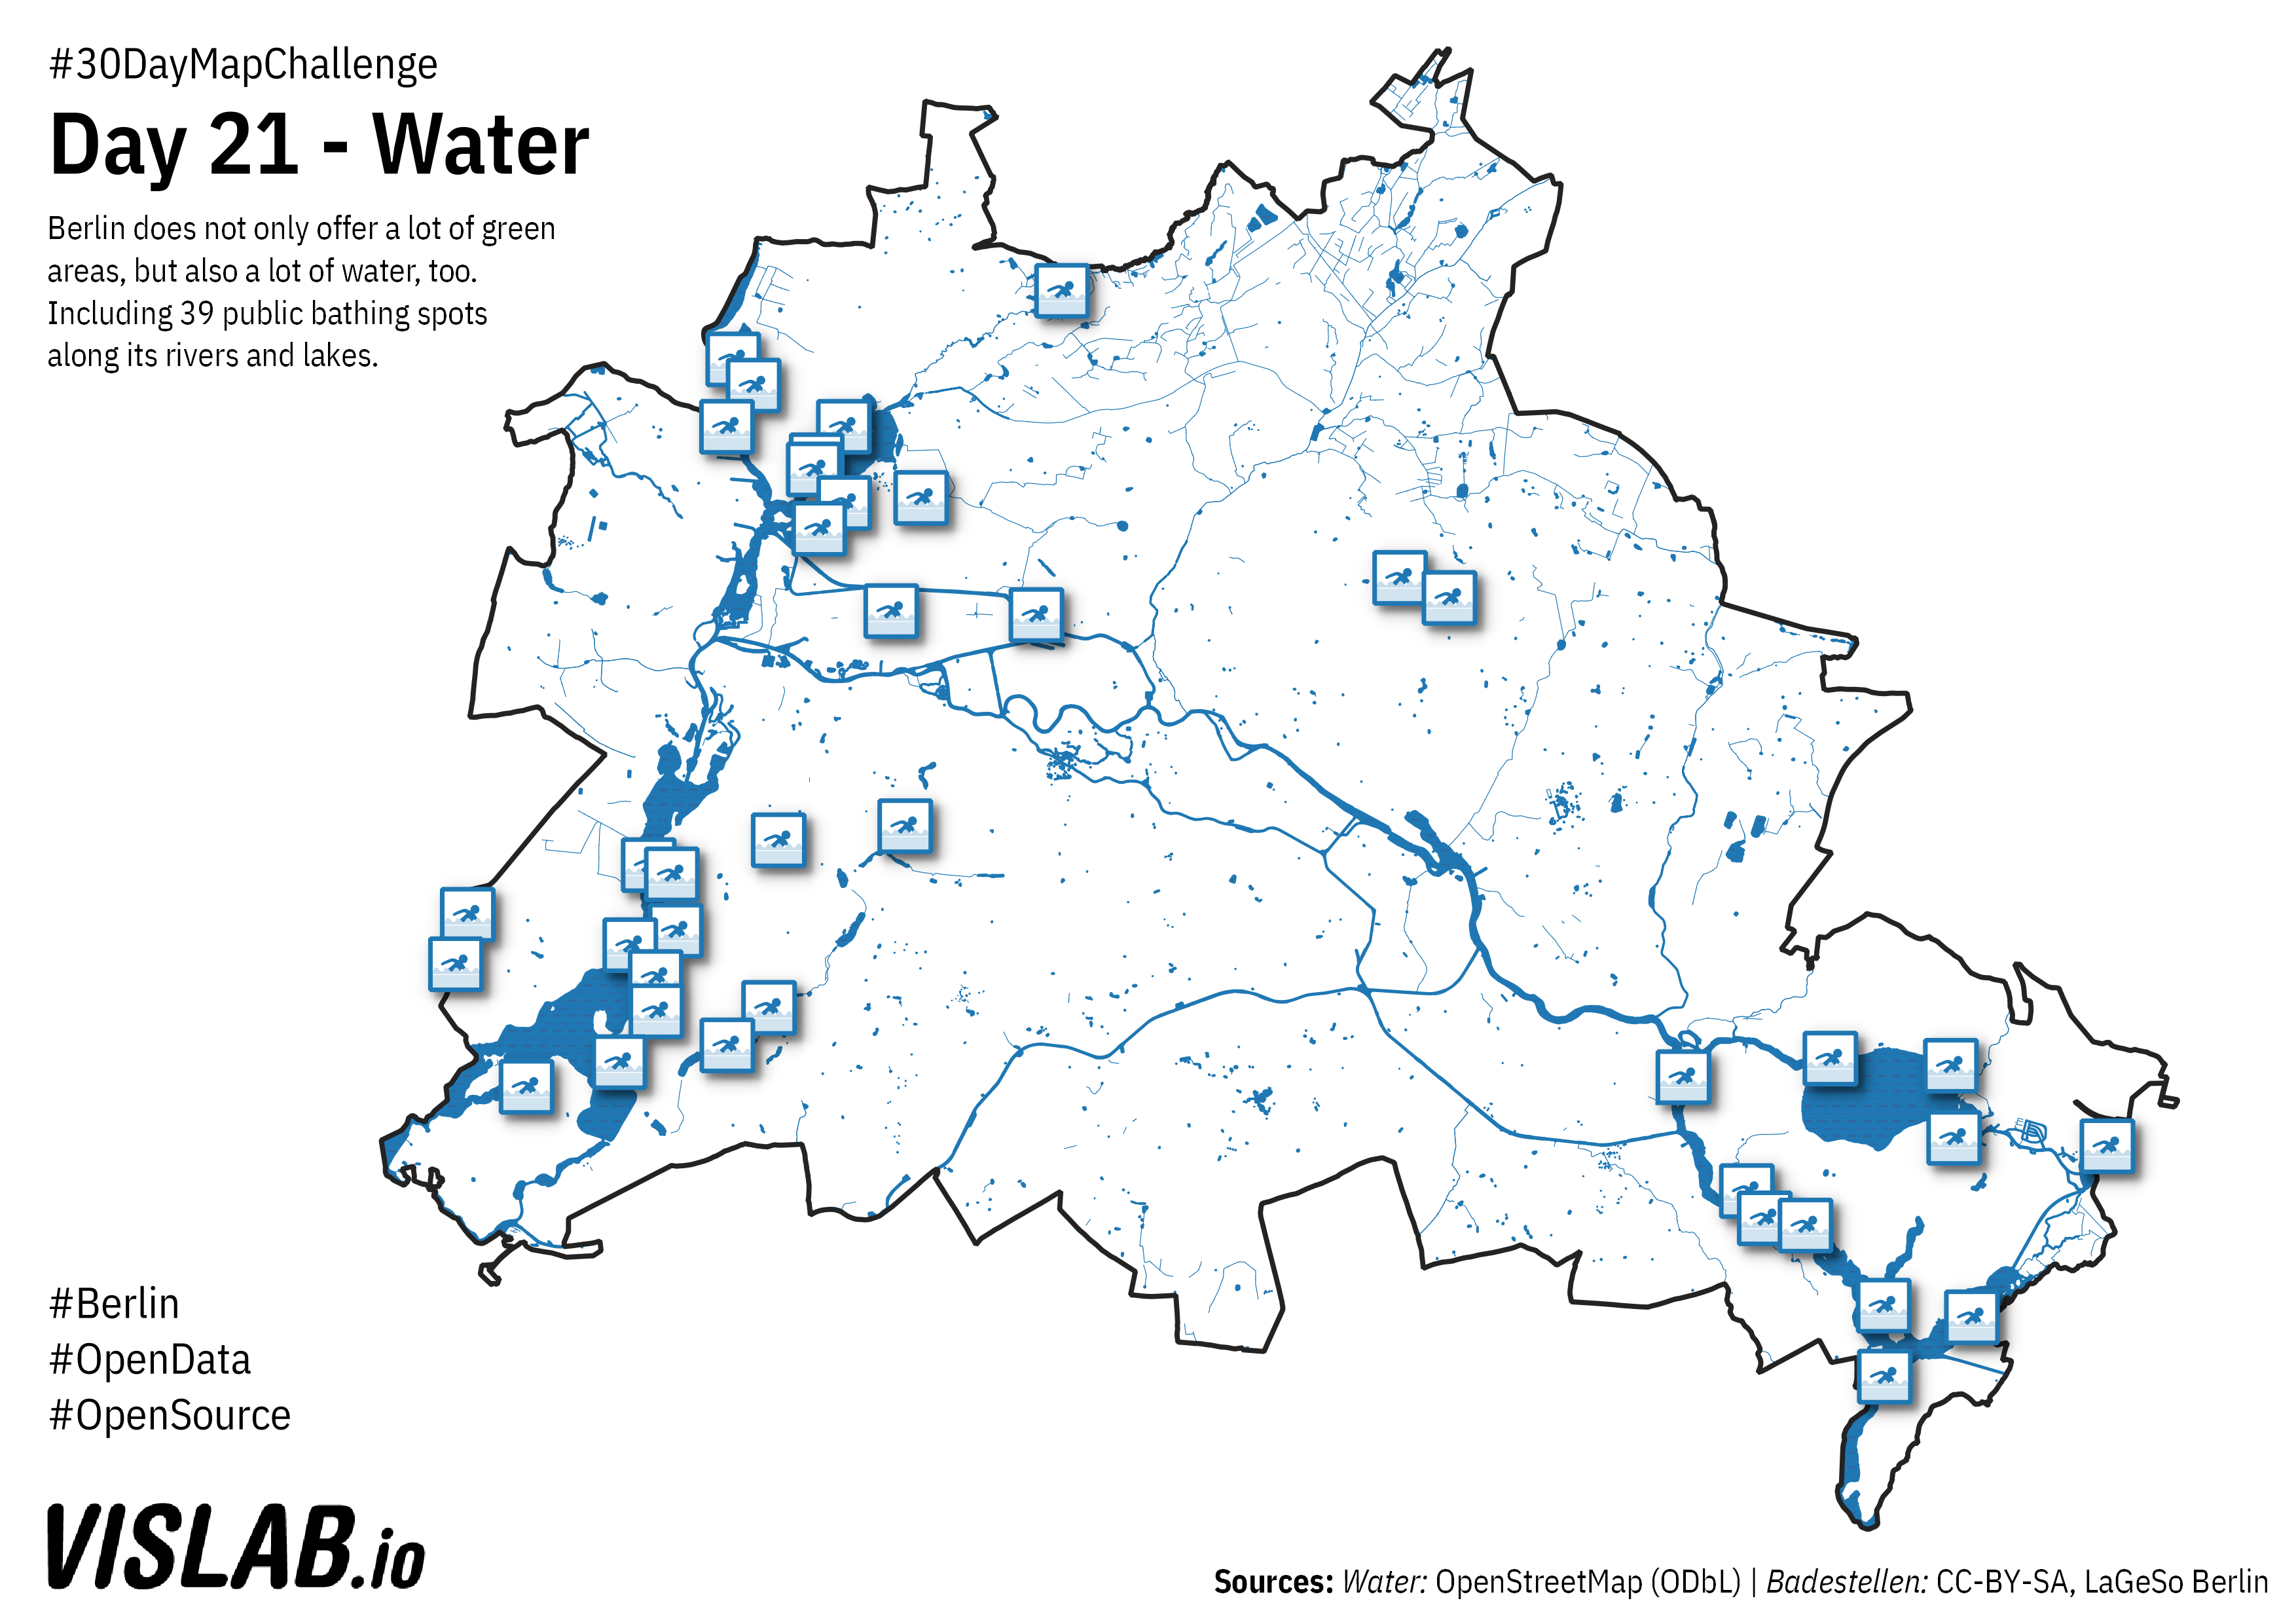 #30DayMapChallenge
Day 21 - Water
Berlin does not only offer a lot of green
areas, but also a lot of water, too.
Including 39 public bathing spots
along its rivers and lakes.
#Berlin
#OpenData
#OpenSource
VISLAB.io
Sources: Water: OpenStreetMap (ODbL) | Badestellen: CC-BY-SA, LaGeSo Berlin